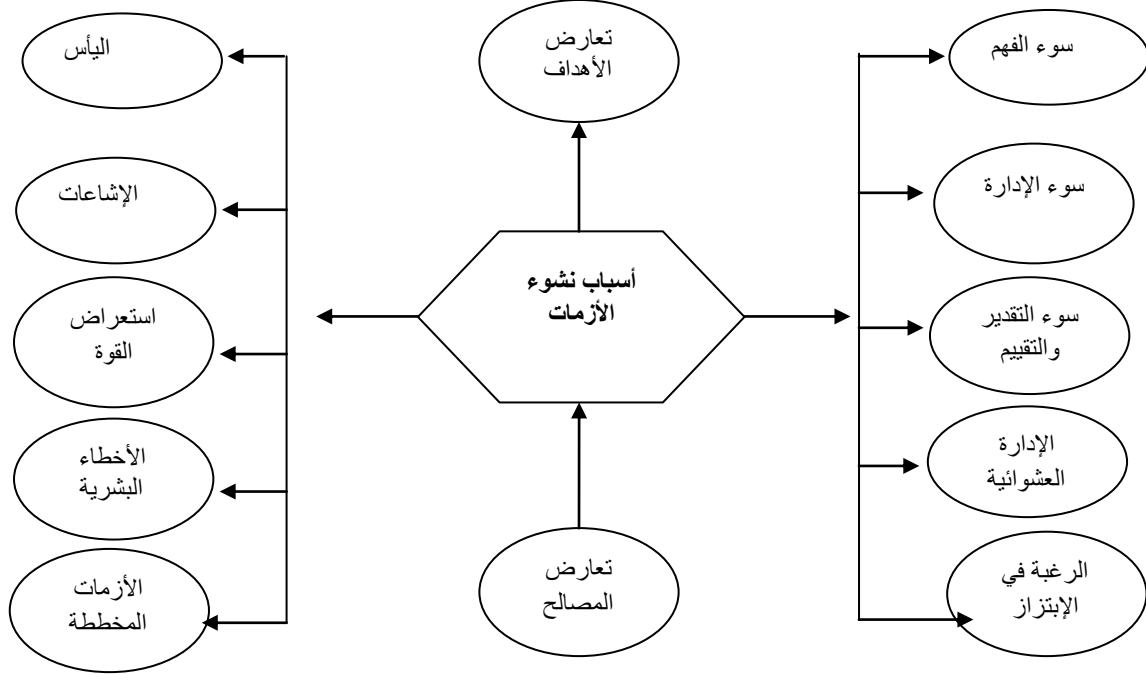 تعارض
الأهداف
سوء الفهم
سوء الإدارة
سوء التقدير
والتقييم
الإدارة
العشوائية
الرغبة في
الإبتزاز
أسباب نشوء
الأزمات
تعارض
المصالح
اليأس
الإشاعات
استعراض
القوة
الأخطاء
البشرية
الأزمات
المخططة